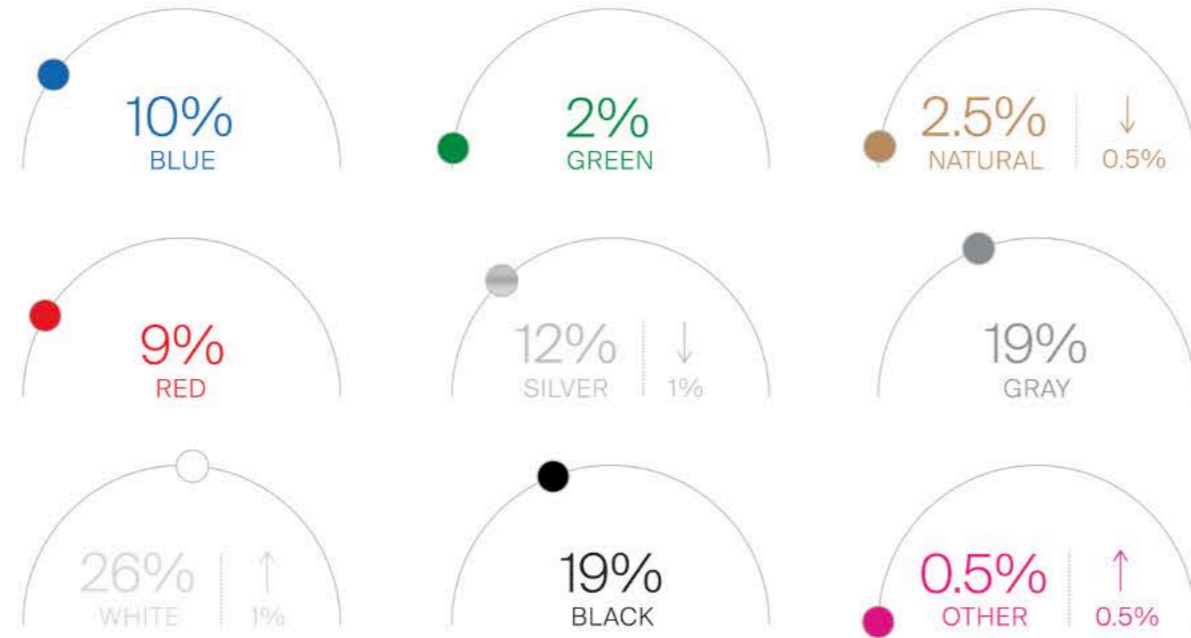 10%
BLUE
2%
GREEN
2.5%
NATURAL
↓
0.5%
9%
RED
12%
SILVER
↓
1%
19%
GRAY
26%
WHITE
↑
1%
19%
BLACK
0.5%
OTHER
↑
0.5%